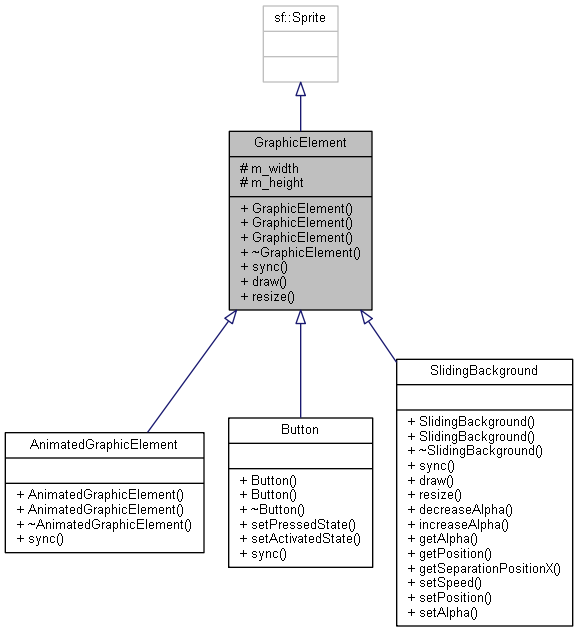 sf::Sprite
GraphicElement
# m_width
# m_height
+ GraphicElement()
+ GraphicElement()
+ GraphicElement()
+ ~GraphicElement()
+ sync()
+ draw()
+ resize()
AnimatedGraphicElement
+ AnimatedGraphicElement()
+ AnimatedGraphicElement()
+ ~AnimatedGraphicElement()
+ sync()
Button
+ Button()
+ Button()
+ ~Button()
+ setPressedState()
+ setActivatedState()
+ sync()
SlidingBackground
+ SlidingBackground()
+ SlidingBackground()
+ ~SlidingBackground()
+ sync()
+ draw()
+ resize()
+ decreaseAlpha()
+ increaseAlpha()
+ getAlpha()
+ getPosition()
+ getSeparationPositionX()
+ setSpeed()
+ setPosition()
+ setAlpha()